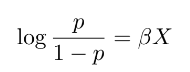 log p/(1 − p) = βX